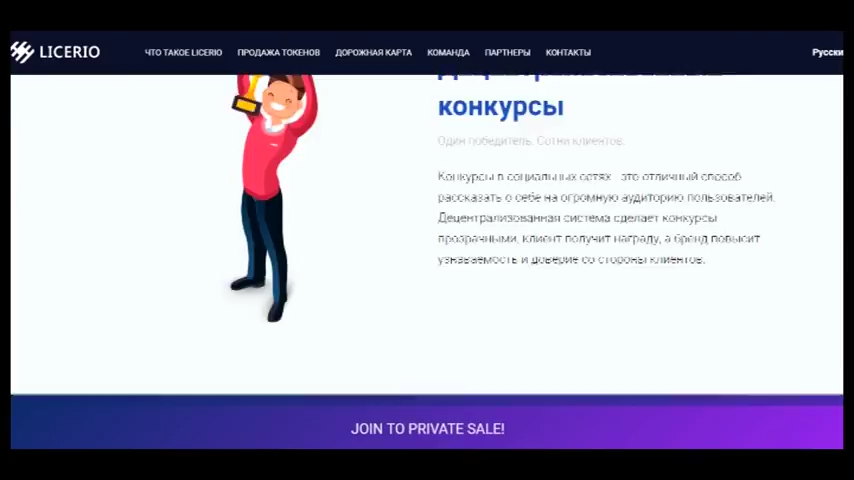 LICERIO
ЧТО ТАКОЕ LICERIO ПРОДАЖА ТОКЕНОВ ДОРОЖНАЯ КАРТА КОМАНДА ПАРТНЕРЫ КОНТАКТЫ
Русски
конкурсы
Один победитель. Сотни клиентов.
Конкурсы в социальных сетях - это отличный способ
рассказать о себе на огромную аудиторию пользователей.
Децентрализованная система сделает конкурсы
прозрачными, клиент получит награду, а бренд повысит
узнаваемость и доверие со стороны клиентов.
JOIN TO PRIVATE SALE!